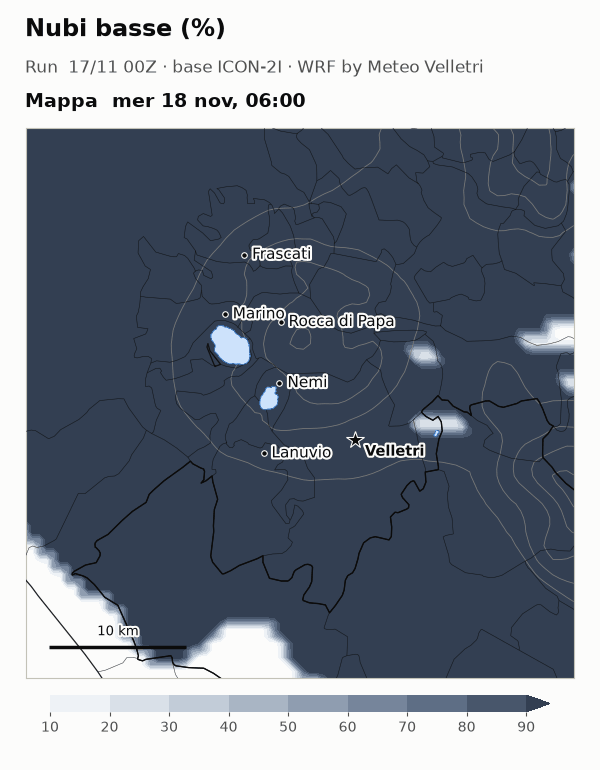 Nubi basse (%)
Run 17/11 00Z · base ICON-2I · WRF by Meteo Velletri
Mappa mer 18 nov, 06:00
Frascati
Marino
Rocca di Papa
Nemi
Velletri
Lanuvio
10 km
10 20 30 40 50 60 70 80 90